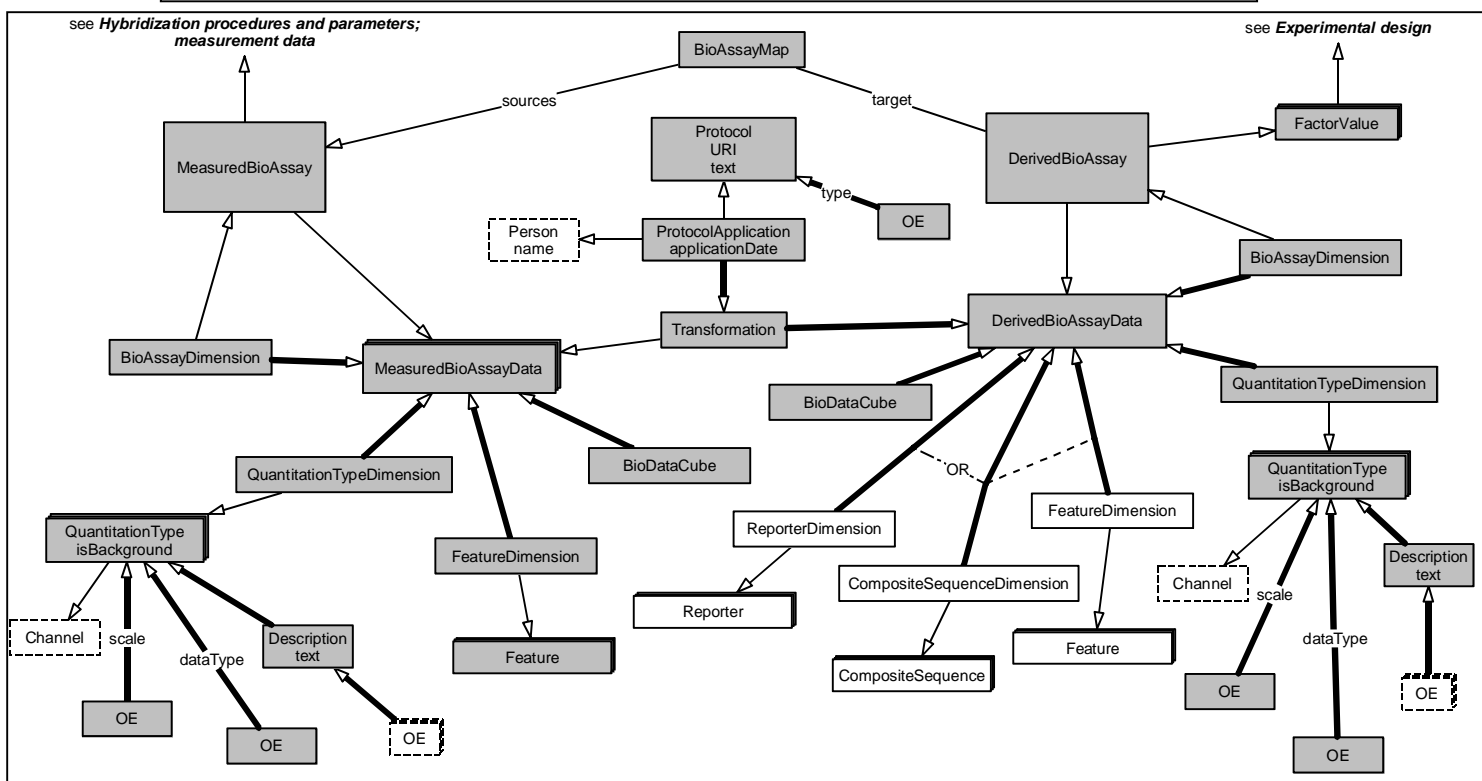 see Hybridization procedures and parameters;
measurement data
see Experimental design
BioAssayMap
sources
target
FactorValue
MeasuredBioAssay
Protocol
URI
text
DerivedBioAssay
type
OE
Person
name
ProtocolApplication
applicationDate
BioAssayDimension
Transformation
DerivedBioAssayData
BioAssayDimension
MeasuredBioAssayData
QuantitationTypeDimension
BioDataCube
QuantitationTypeDimension
BioDataCube
OR
QuantitationType
isBackground
QuantitationType
isBackground
ReporterDimension
FeatureDimension
FeatureDimension
Description
text
CompositeSequenceDimension
Channel
scale
Reporter
Channel
scale
Description
text
dataType
Feature
Feature
dataType
CompositeSequence
OE
OE
OE
OE
OE
OE